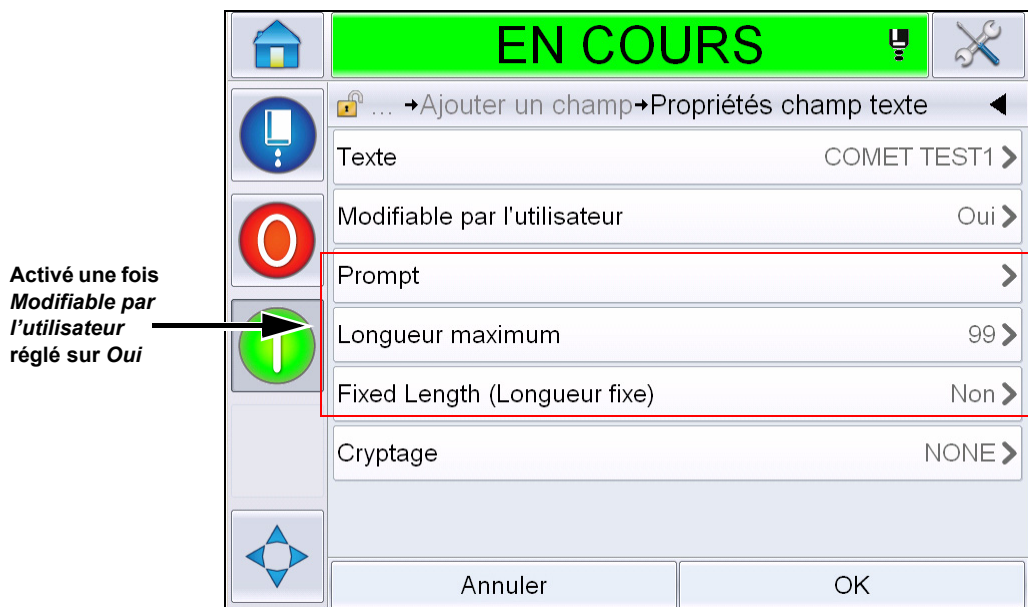 EN COURS
... →Ajouter un champ→Propriétés champ texte
Texte COMET TEST1
Modifiable par l'utilisateur Oui
Prompt
Longueur maximum 99
Fixed Length (Longueur fixe) Non
Cryptage NONE
Annuler OK
Activé une fois
Modifiable par
l’utilisateur
réglé sur Oui